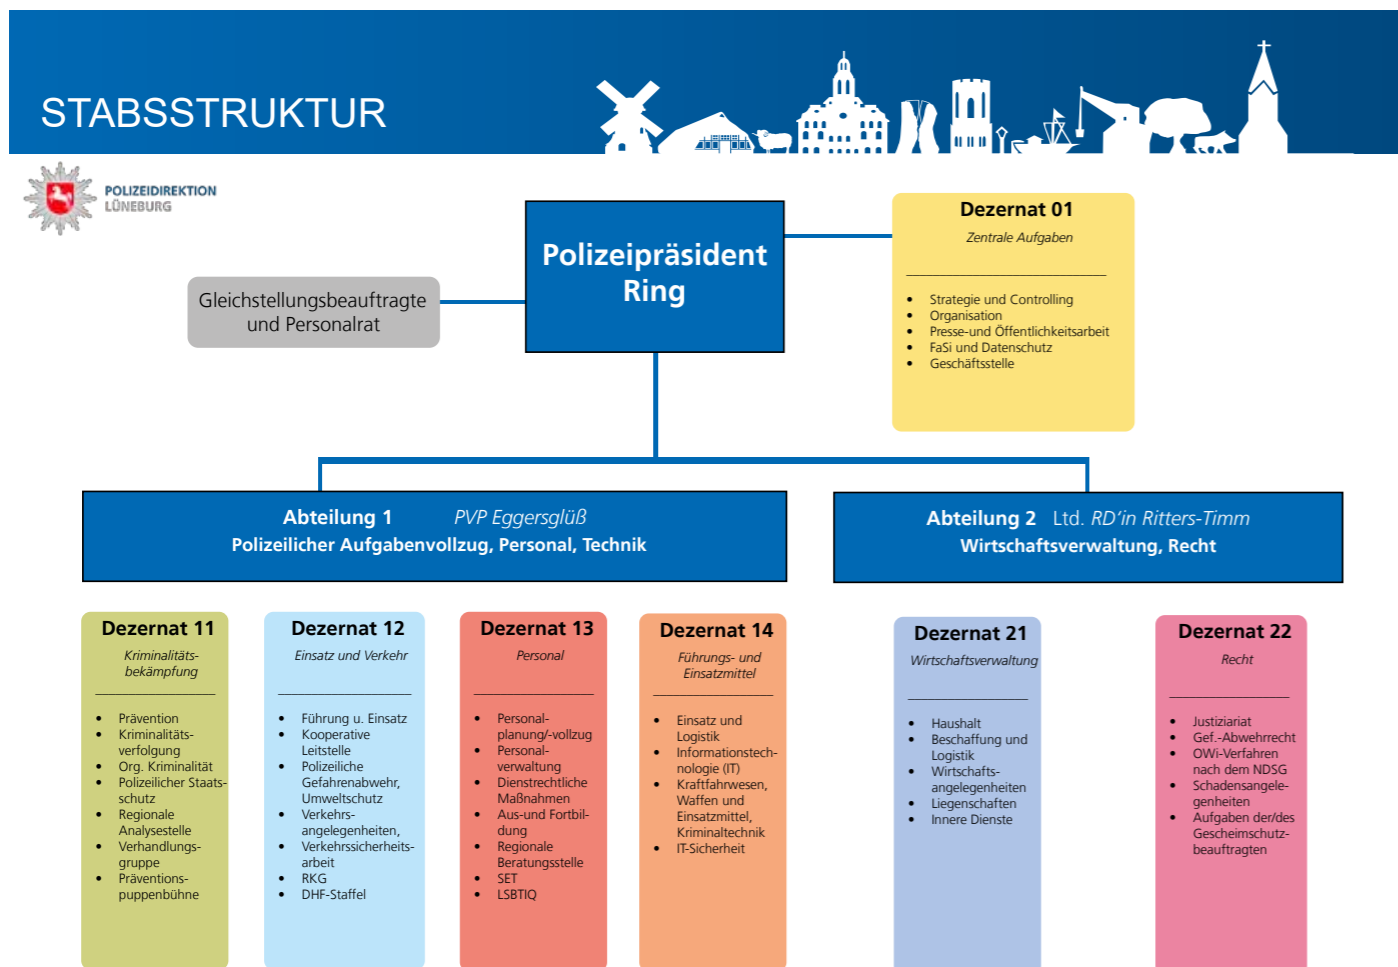 STABSSTRUKTUR
POLIZEIDIREKTION
LÜNEBURG
Polizeipräsident
Ring
Gleichstellungsbeauftragte
und Personalrat
Dezernat 01
Zentrale Aufgaben
• Strategie und Controlling
• Organisation
• Presse-und Öffentlichkeitsarbeit
• FaSi und Datenschutz
• Geschäftsstelle
Abteilung 1 PVP Eggersglüß
Polizeilicher Aufgabenvollzug, Personal, Technik
Abteilung 2 Ltd. RD‘in Ritters-Timm
Wirtschaftsverwaltung, Recht
Dezernat 11
Kriminalitäts-
bekämpfung
• Prävention
• Kriminalitäts-
verfolgung
• Org. Kriminalität
• Polizeilicher Staats-
schutz
• Regionale
Analysestelle
• Verhandlungs-
gruppe
• Präventions-
puppenbühne
Dezernat 12
Einsatz und Verkehr
• Führung u. Einsatz
• Kooperative
Leitstelle
• Polizeiliche
Gefahrenabwehr,
Umweltschutz
• Verkehrs-
angelegenheiten,
• Verkehrssicherheits-
arbeit
• RKG
• DHF-Staffel
Dezernat 13
Personal
• Personal-
planung/-vollzug
• Personal-
verwaltung
• Dienstrechtliche
Maßnahmen
• Aus-und Fortbil-
dung
• Regionale
Beratungsstelle
• SET
• LSBTIQ
Dezernat 14
Führungs- und
Einsatzmittel
• Einsatz und
Logistik
• Informationstech-
nologie (IT)
• Kraftfahrwesen,
Waffen und
Einsatzmittel,
Kriminaltechnik
• IT-Sicherheit
Dezernat 21
Wirtschaftsverwaltung
• Haushalt
• Beschaffung und
Logistik
• Wirtschafts-
angelegenheiten
• Liegenschaften
• Innere Dienste
Dezernat 22
Recht
• Justiziariat
• Gef.-Abwehrrecht
• OWi-Verfahren
nach dem NDSG
• Schadensangele-
genheiten
• Aufgaben der/des
Gescheimschutz-
beauftragten